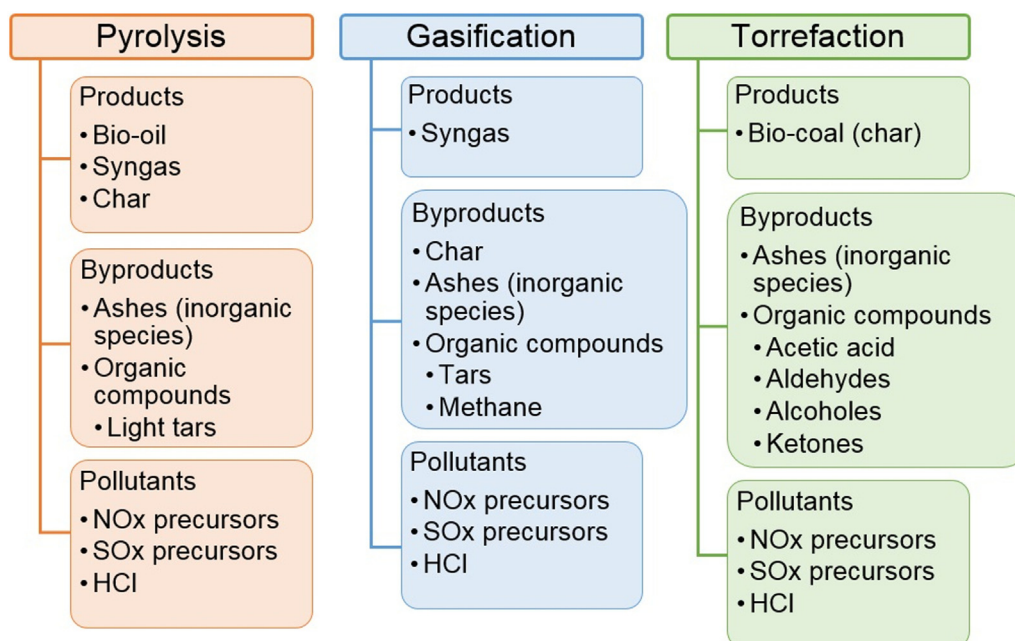 Pyrolysis
Products
• Bio-oil
• Syngas
• Char
Byproducts
• Ashes (inorganic
species)
• Organic
compounds
• Light tars
Pollutants
• NOx precursors
• SOx precursors
• HCl
Gasification
Products
• Syngas
Byproducts
• Char
• Ashes (inorganic
species)
• Organic compounds
• Tars
• Methane
Pollutants
• NOx precursors
• SOx precursors
• HCl
Torrefaction
Products
• Bio-coal (char)
Byproducts
• Ashes (inorganic
species)
• Organic compounds
• Acetic acid
• Aldehydes
• Alcoholes
• Ketones
Pollutants
• NOx precursors
• SOx precursors
• HCl